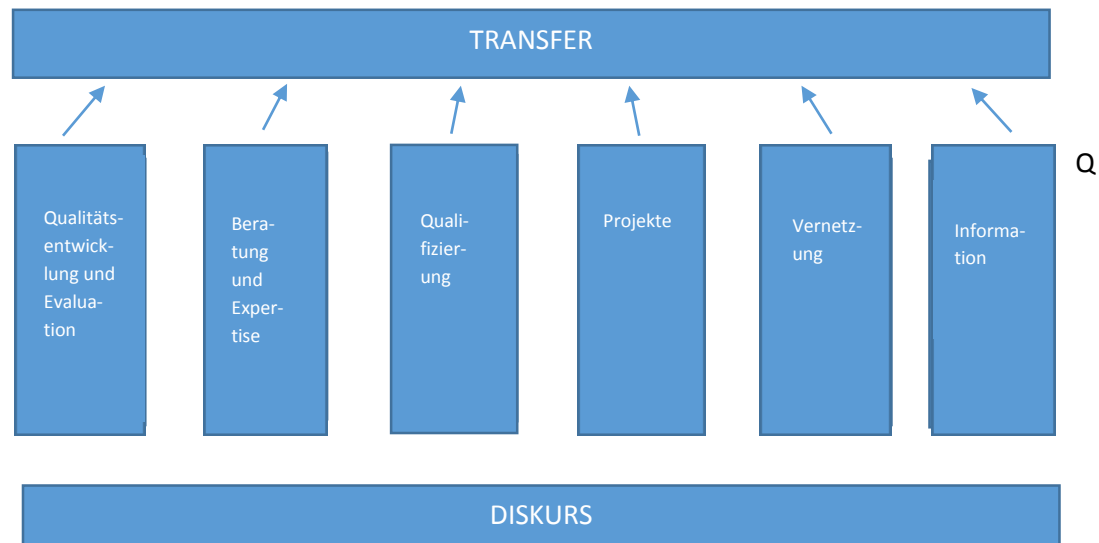 TRANSFER
Qualitäts-
entwick-
lung und
Evalua-
tion
Bera-
tung
und
Exper-
tise
Quali-
fizier-
ung
Projekte
Vernetz-
ung
Informa-
tion
Q
DISKURS